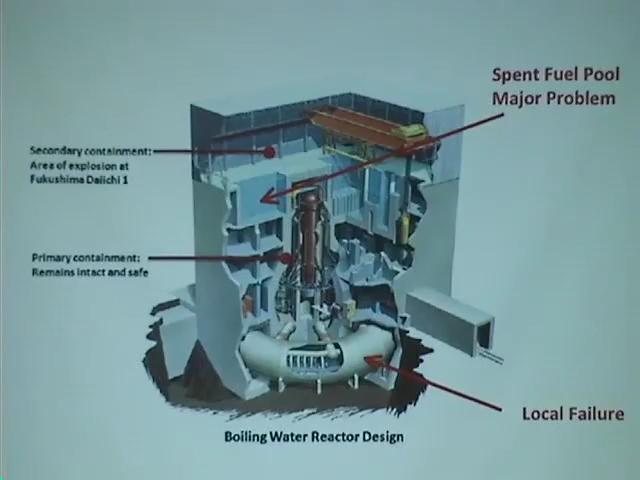 Spent Fuel Pool
Major Problem
Secondary containment:
Area of explosion at
Fukushima Daiichi 1
Primary containment:
Remains intact and safe
Local Failure
Boiling Water Reactor Design